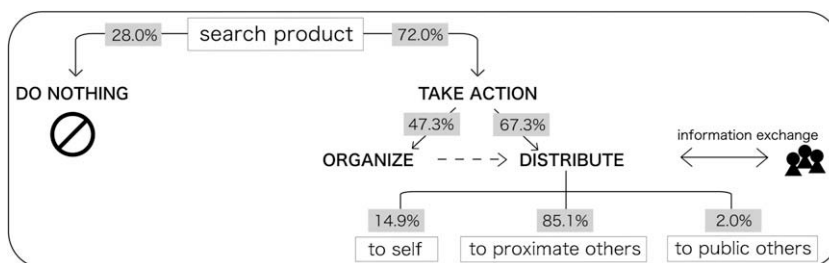 28.0% search product 72.0%
DO NOTHING TAKE ACTION
47.3% 67.3%
information exchange
ORGANIZE DISTRIBUTE
14.9% 85.1% 2.0%
to self to proximate others to public others